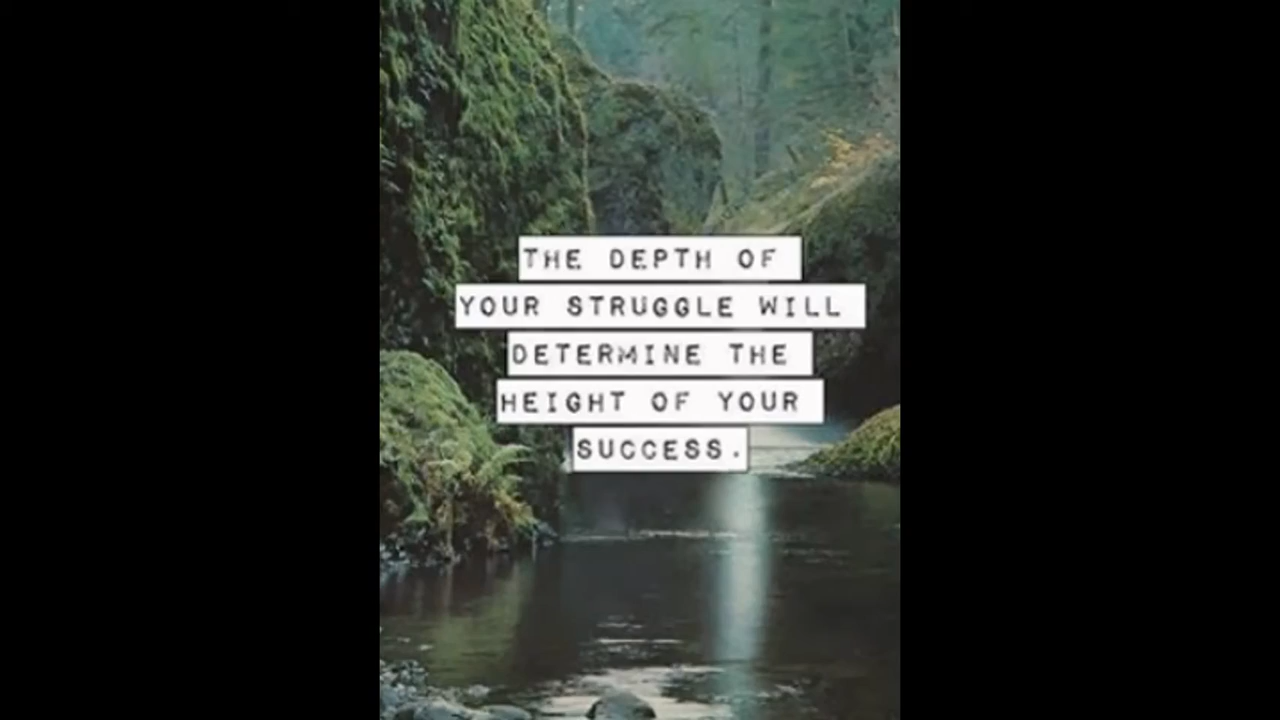 THE DEPTH OF
YOUR STRUGGLE WILL
DETERMINE THE
HEIGHT OF YOUR
SUCCESS.